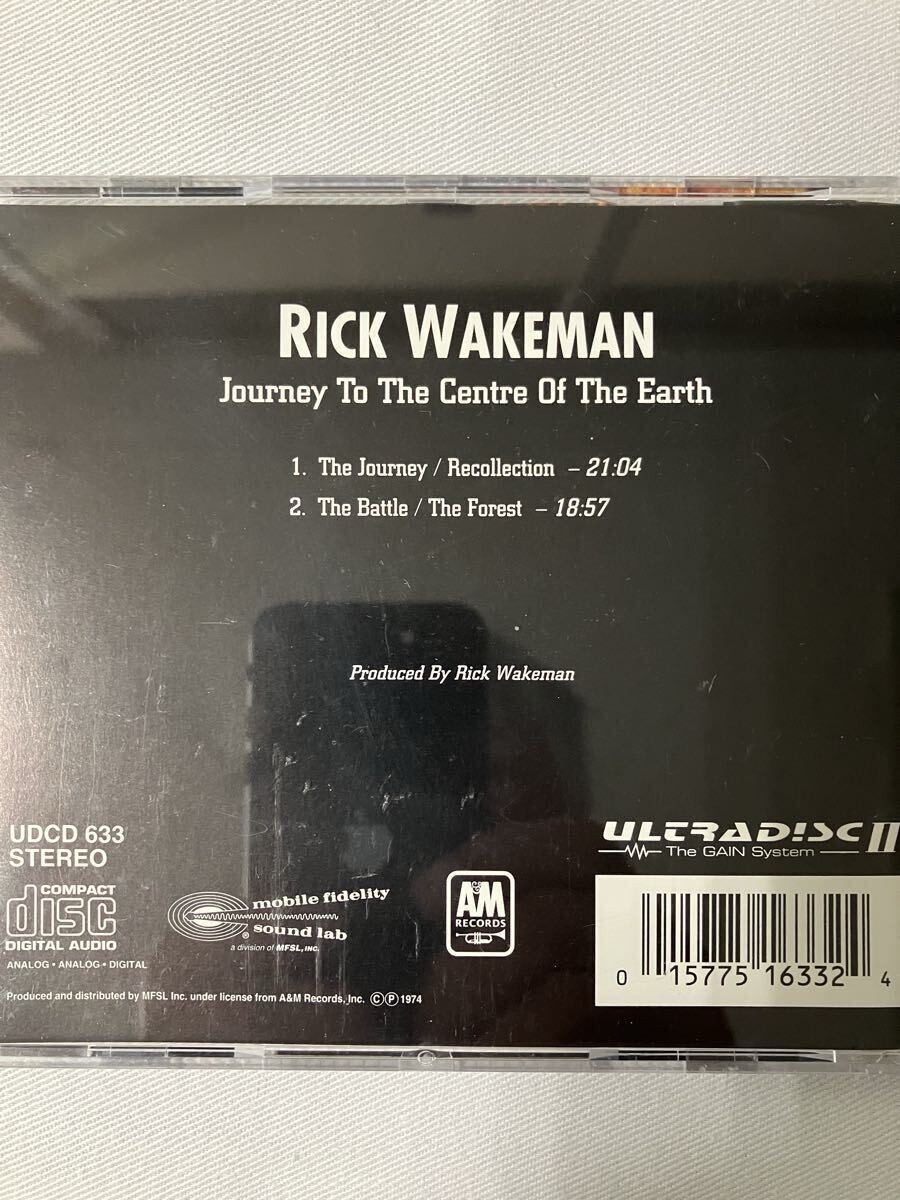 RICK WAKEMAN
Journey To The Centre Of The Earth
1. The Journey / Recollection – 21:04
2. The Battle / The Forest – 18:57
Produced By Rick Wakeman
UDCD 633
STEREO
COMPACT
disc
DIGITAL AUDIO
ANALOG • ANALOG • DIGITAL
mobile fidelity
® sound lab
a division of MFSL, INC.
A&M
RECORDS
ULTRADISC II
The GAIN System
0 15775 16332 4
Produced and distributed by MFSL Inc. under license from A&M Records, Inc. ©℗ 1974